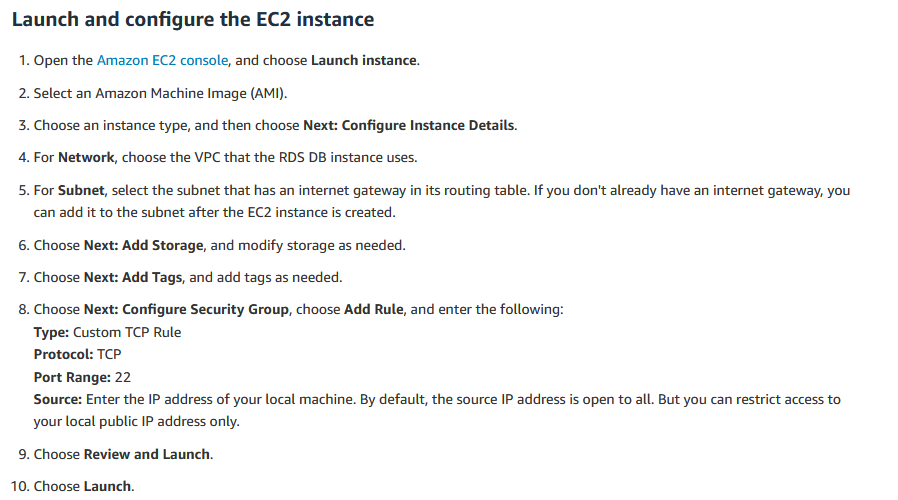 Launch and configure the EC2 instance
1. Open the Amazon EC2 console, and choose Launch instance.
2. Select an Amazon Machine Image (AMI).
3. Choose an instance type, and then choose Next: Configure Instance Details.
4. For Network, choose the VPC that the RDS DB instance uses.
5. For Subnet, select the subnet that has an internet gateway in its routing table. If you don't already have an internet gateway, you
can add it to the subnet after the EC2 instance is created.
6. Choose Next: Add Storage, and modify storage as needed.
7. Choose Next: Add Tags, and add tags as needed.
8. Choose Next: Configure Security Group, choose Add Rule, and enter the following:
Type: Custom TCP Rule
Protocol: TCP
Port Range: 22
Source: Enter the IP address of your local machine. By default, the source IP address is open to all. But you can restrict access to
your local public IP address only.
9. Choose Review and Launch.
10. Choose Launch.